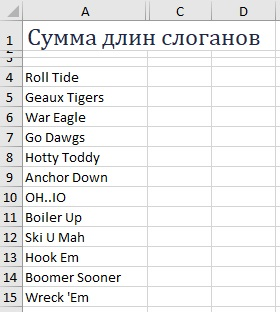 A C D
1 Сумма длин слоганов
2
3
4 Roll Tide
5 Geaux Tigers
6 War Eagle
7 Go Dawgs
8 Hotty Toddy
9 Anchor Down
10 OH..IO
11 Boiler Up
12 Ski U Mah
13 Hook Em
14 Boomer Sooner
15 Wreck 'Em